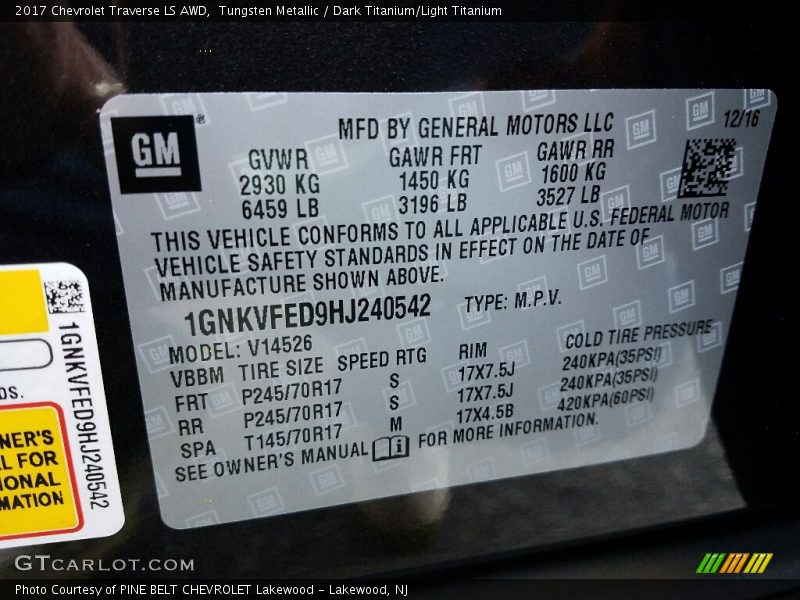 2017 Chevrolet Traverse LS AWD,  Tungsten Metallic / Dark Titanium/Light Titanium
GM ®
MFD BY GENERAL MOTORS LLC 12/16
GVWR GAWR FRT GAWR RR
2930 KG 1450 KG 1600 KG
6459 LB 3196 LB 3527 LB
THIS VEHICLE CONFORMS TO ALL APPLICABLE U.S. FEDERAL MOTOR
VEHICLE SAFETY STANDARDS IN EFFECT ON THE DATE OF
MANUFACTURE SHOWN ABOVE.
1GNKVFED9HJ240542 TYPE: M.P.V.
MODEL: V14526
VBBM TIRE SIZE SPEED RTG RIM COLD TIRE PRESSURE
FRT P245/70R17 S 17X7.5J 240KPA(35PSI)
RR P245/70R17 S 17X7.5J 240KPA(35PSI)
SPA T145/70R17 M 17X4.5B 420KPA(60PSI)
SEE OWNER'S MANUAL i FOR MORE INFORMATION.
1GNKVFED9HJ240542
DS.
NER'S
L FOR
IONAL
MATION
GTCARLOT.COM
Photo Courtesy of PINE BELT CHEVROLET Lakewood - Lakewood, NJ